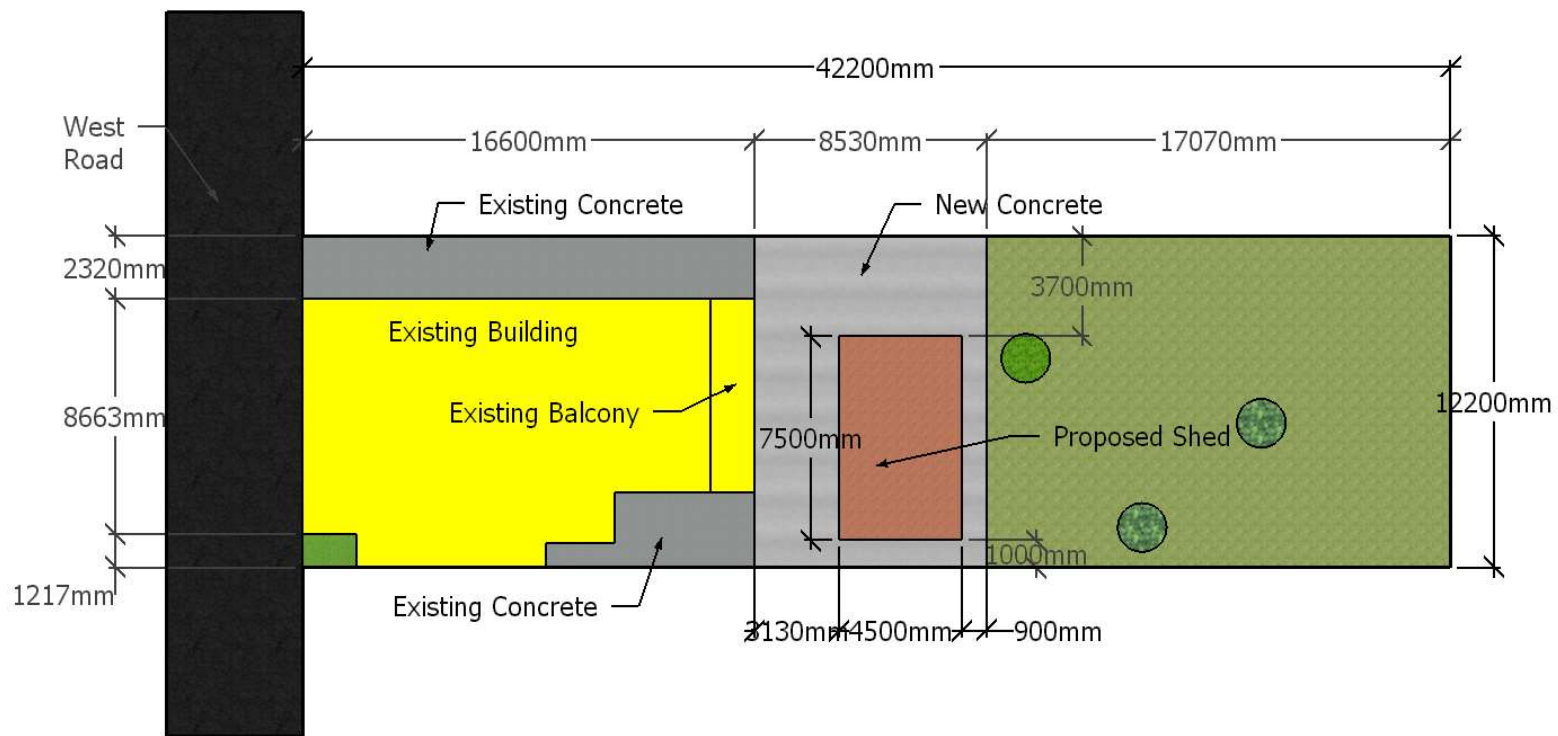 42200mm
West
Road
16600mm
8530mm
17070mm
Existing Concrete
New Concrete
2320mm
3700mm
Existing Building
8663mm
Existing Balcony
7500mm
Proposed Shed
12200mm
1000mm
1217mm
Existing Concrete
3130mm
4500mm
900mm